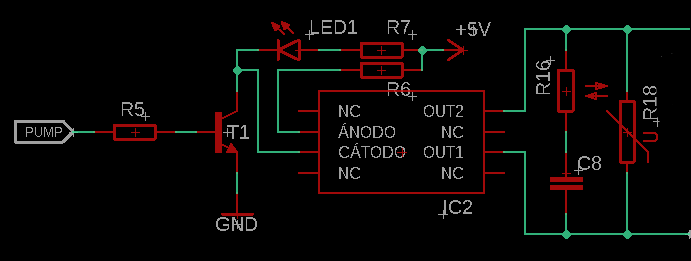 LED1
R7
+5V
R6
R5
PUMP
T1
GND
NC
ÁNODO
CÁTODO
NC
OUT2
NC
OUT1
NC
IC2
R16
C8
R18
U